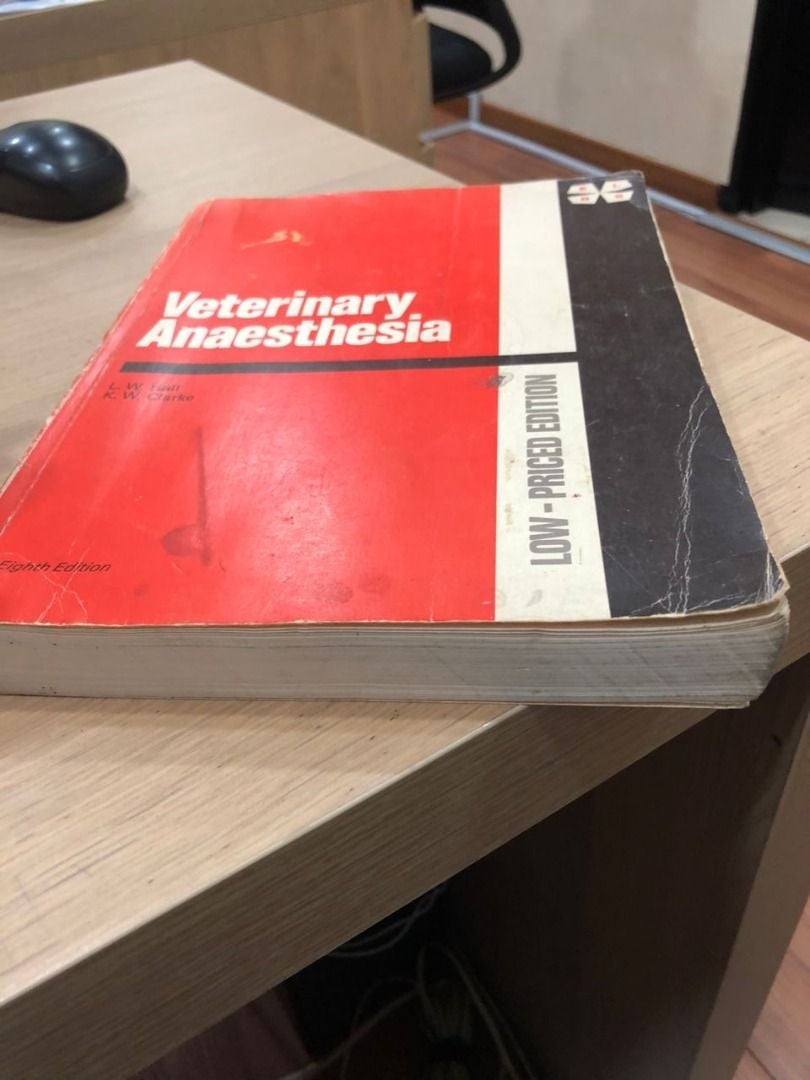 Veterinary
Anaesthesia
L. W. Hall
K. W. Clarke
Eighth Edition
LOW-PRICED EDITION
E L
B S